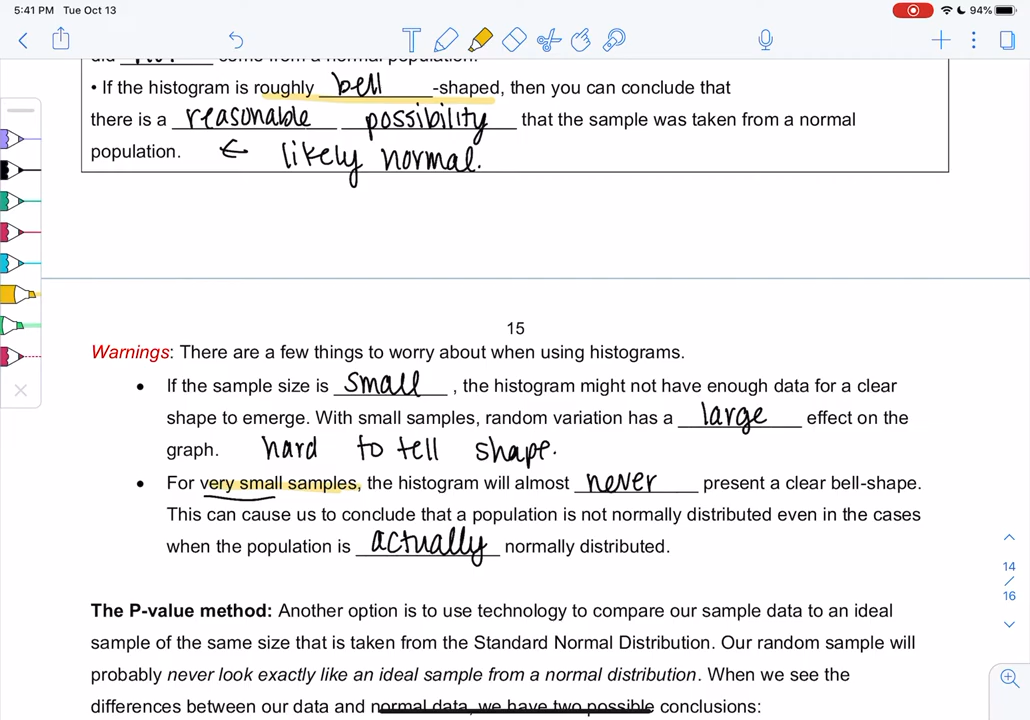 5:41 PM Tue Oct 13
94%
• If the histogram is roughly bell -shaped, then you can conclude that
there is a reasonable possibility that the sample was taken from a normal
population. ← likely normal.
15
Warnings: There are a few things to worry about when using histograms.
• If the sample size is small , the histogram might not have enough data for a clear
shape to emerge. With small samples, random variation has a large effect on the
graph. hard to tell shape.
• For very small samples, the histogram will almost never present a clear bell-shape.
This can cause us to conclude that a population is not normally distributed even in the cases
when the population is actually normally distributed.
14
/
16
The P-value method: Another option is to use technology to compare our sample data to an ideal
sample of the same size that is taken from the Standard Normal Distribution. Our random sample will
probably never look exactly like an ideal sample from a normal distribution. When we see the
differences between our data and normal data, we have two possible conclusions: